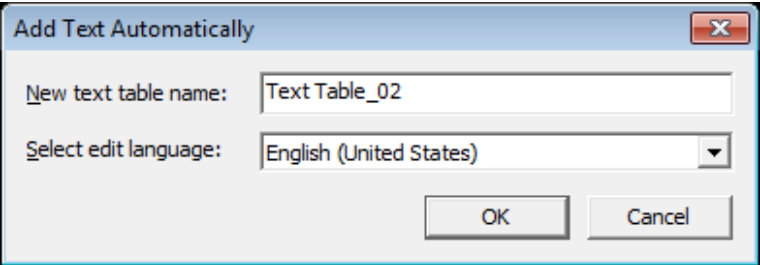 Add Text Automatically
New text table name: Text Table_02
Select edit language: English (United States)
OK Cancel